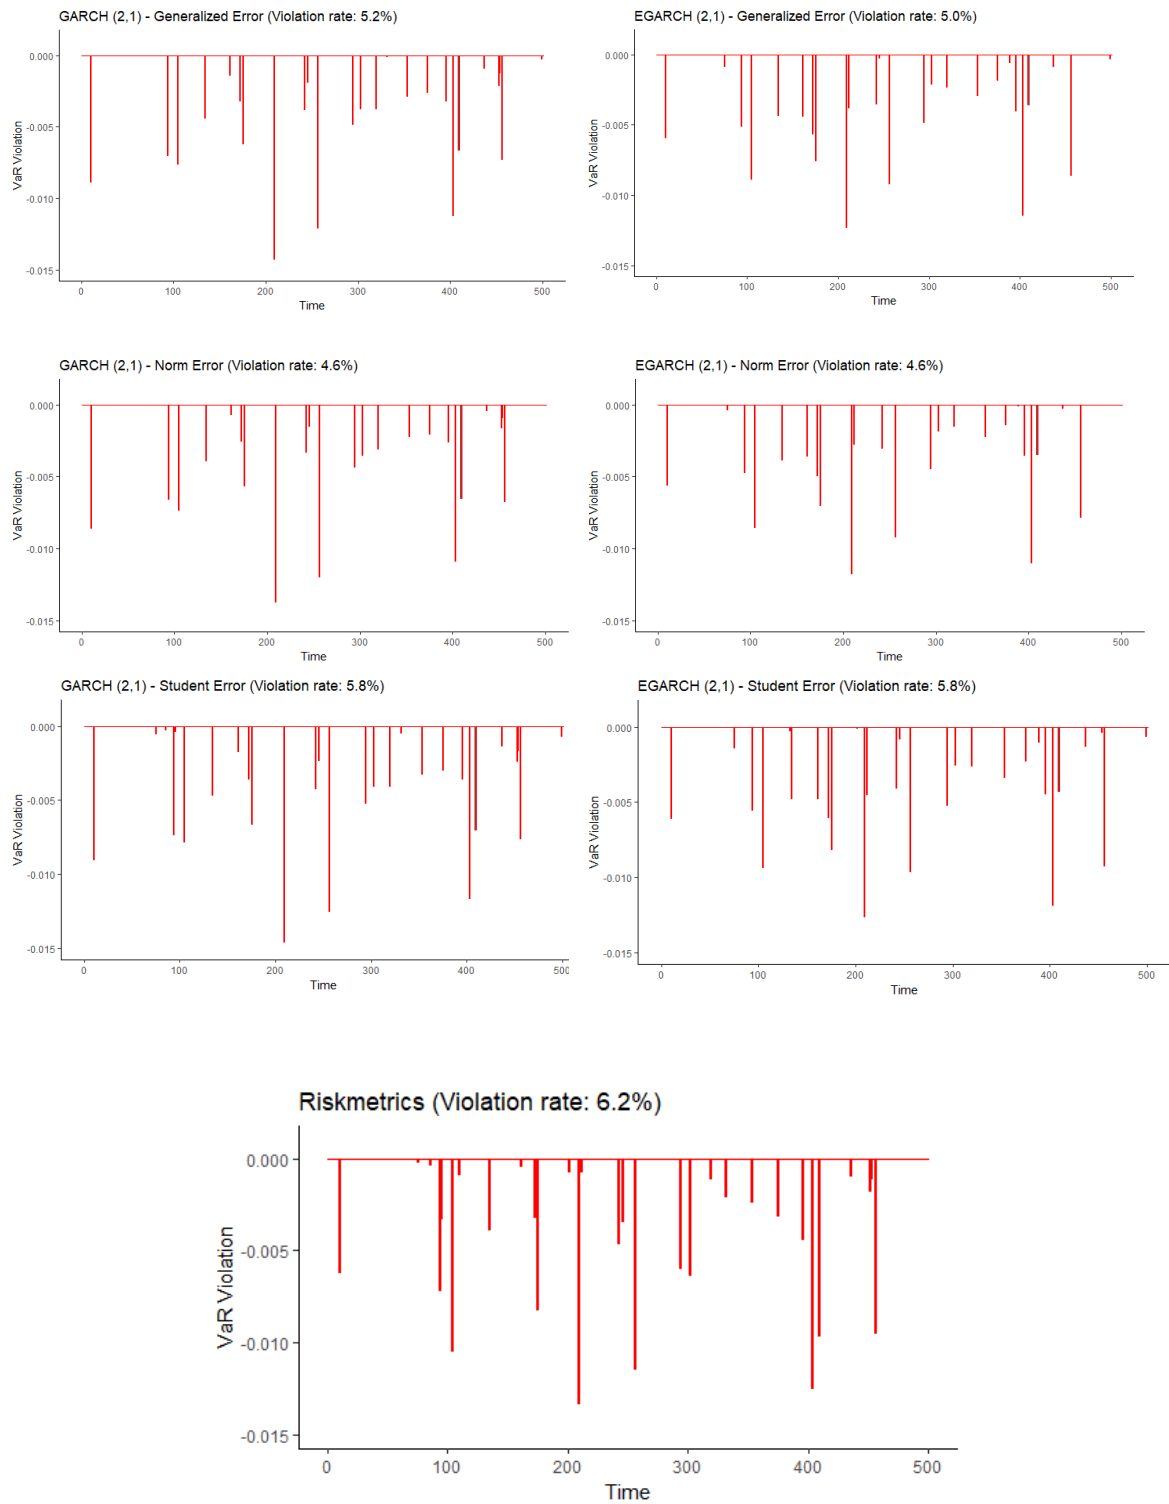 GARCH (2,1) - Generalized Error (Violation rate: 5.2%)
0.000
-0.005
-0.010
-0.015
VaR Violation
0 100 200 300 400 500
Time
EGARCH (2,1) - Generalized Error (Violation rate: 5.0%)
0.000
-0.005
-0.010
-0.015
VaR Violation
0 100 200 300 400 500
Time
GARCH (2,1) - Norm Error (Violation rate: 4.6%)
0.000
-0.005
-0.010
-0.015
VaR Violation
0 100 200 300 400 500
Time
EGARCH (2,1) - Norm Error (Violation rate: 4.6%)
0.000
-0.005
-0.010
-0.015
VaR Violation
0 100 200 300 400 500
Time
GARCH (2,1) - Student Error (Violation rate: 5.8%)
0.000
-0.005
-0.010
-0.015
VaR Violation
0 100 200 300 400 500
Time
EGARCH (2,1) - Student Error (Violation rate: 5.8%)
0.000
-0.005
-0.010
-0.015
VaR Violation
0 100 200 300 400 500
Time
Riskmetrics (Violation rate: 6.2%)
0.000
-0.005
-0.010
-0.015
VaR Violation
0 100 200 300 400 500
Time